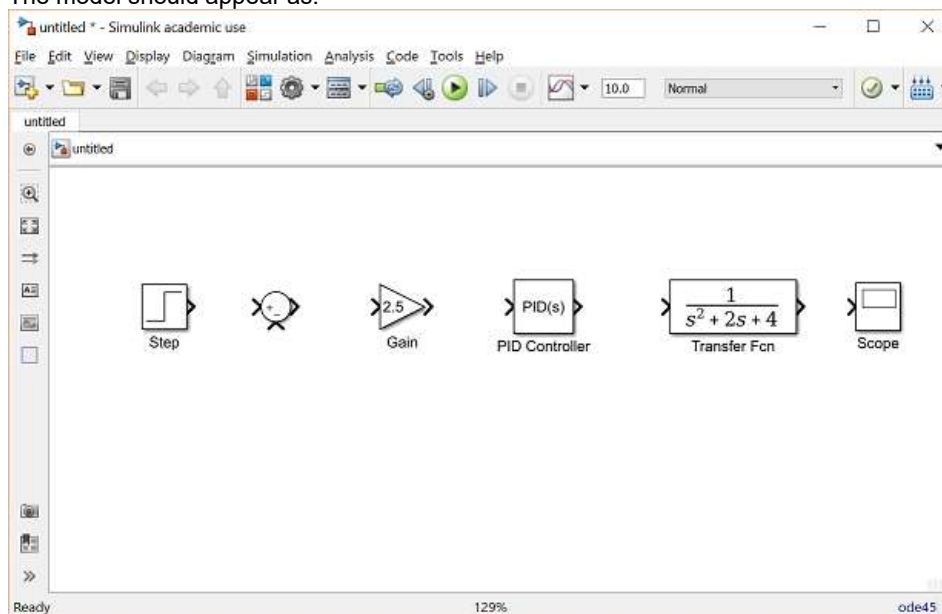 The model should appear as:
untitled * - Simulink academic use
File Edit View Display Diagram Simulation Analysis Code Tools Help
10.0 Normal
untitled
untitled
+
-
2.5
PID(s)
1
s² + 2s + 4
Step
Gain
PID Controller
Transfer Fcn
Scope
Ready 129% ode45